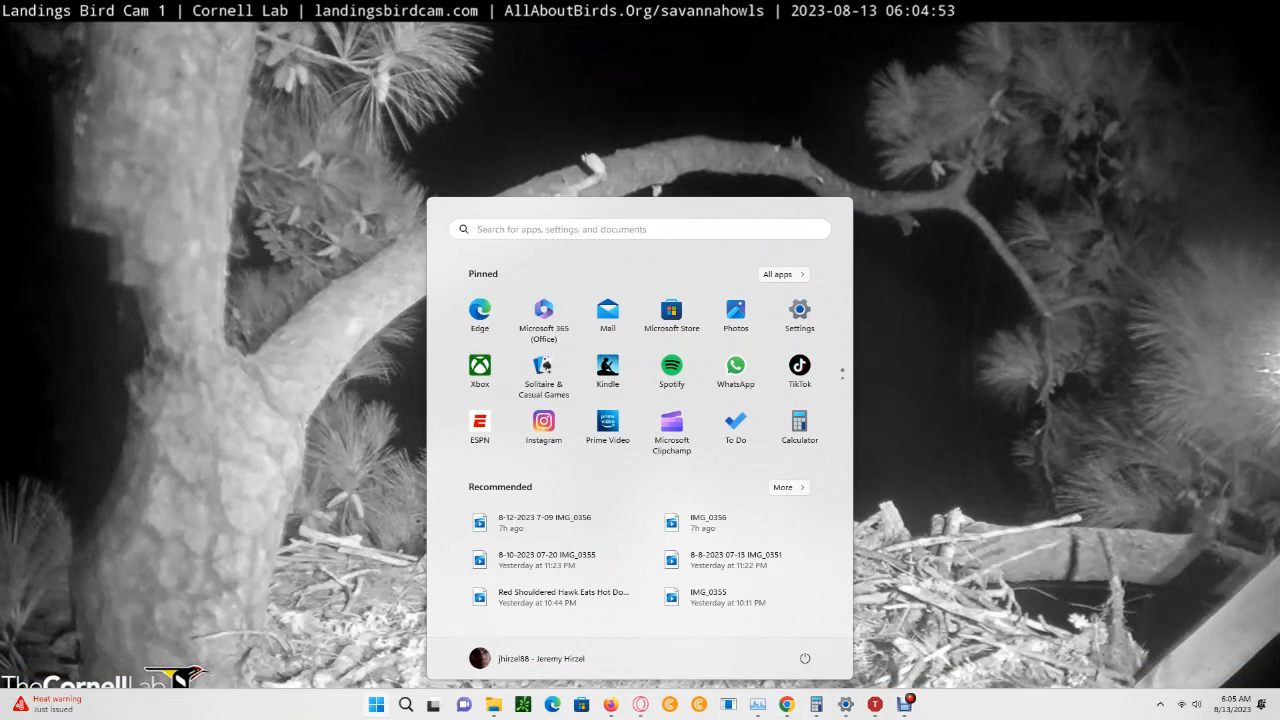 Landings Bird Cam 1 | Cornell Lab | landingsbirdcam.com | AllAboutBirds.Org/savannahowls | 2023-08-13 06:04:53
Search for apps, settings, and documents
Pinned
All apps
Edge
Microsoft 365
(Office)
Mail
Microsoft Store
Photos
Settings
Xbox
Solitaire &
Casual Games
Kindle
Spotify
WhatsApp
TikTok
ESPN
Instagram
prime
video
Prime Video
Microsoft
Clipchamp
To Do
Calculator
Recommended
More
8-12-2023 7-09 IMG_0356
7h ago
IMG_0356
7h ago
8-10-2023 07-20 IMG_0355
Yesterday at 11:23 PM
8-8-2023 07-13 IMG_0351
Yesterday at 11:22 PM
Red Shouldered Hawk Eats Hot Do...
Yesterday at 10:44 PM
IMG_0355
Yesterday at 10:11 PM
jhirzel88 - Jeremy Hirzel
TheCornellLab
Heat warning
Just issued
6:05 AM
8/13/2023